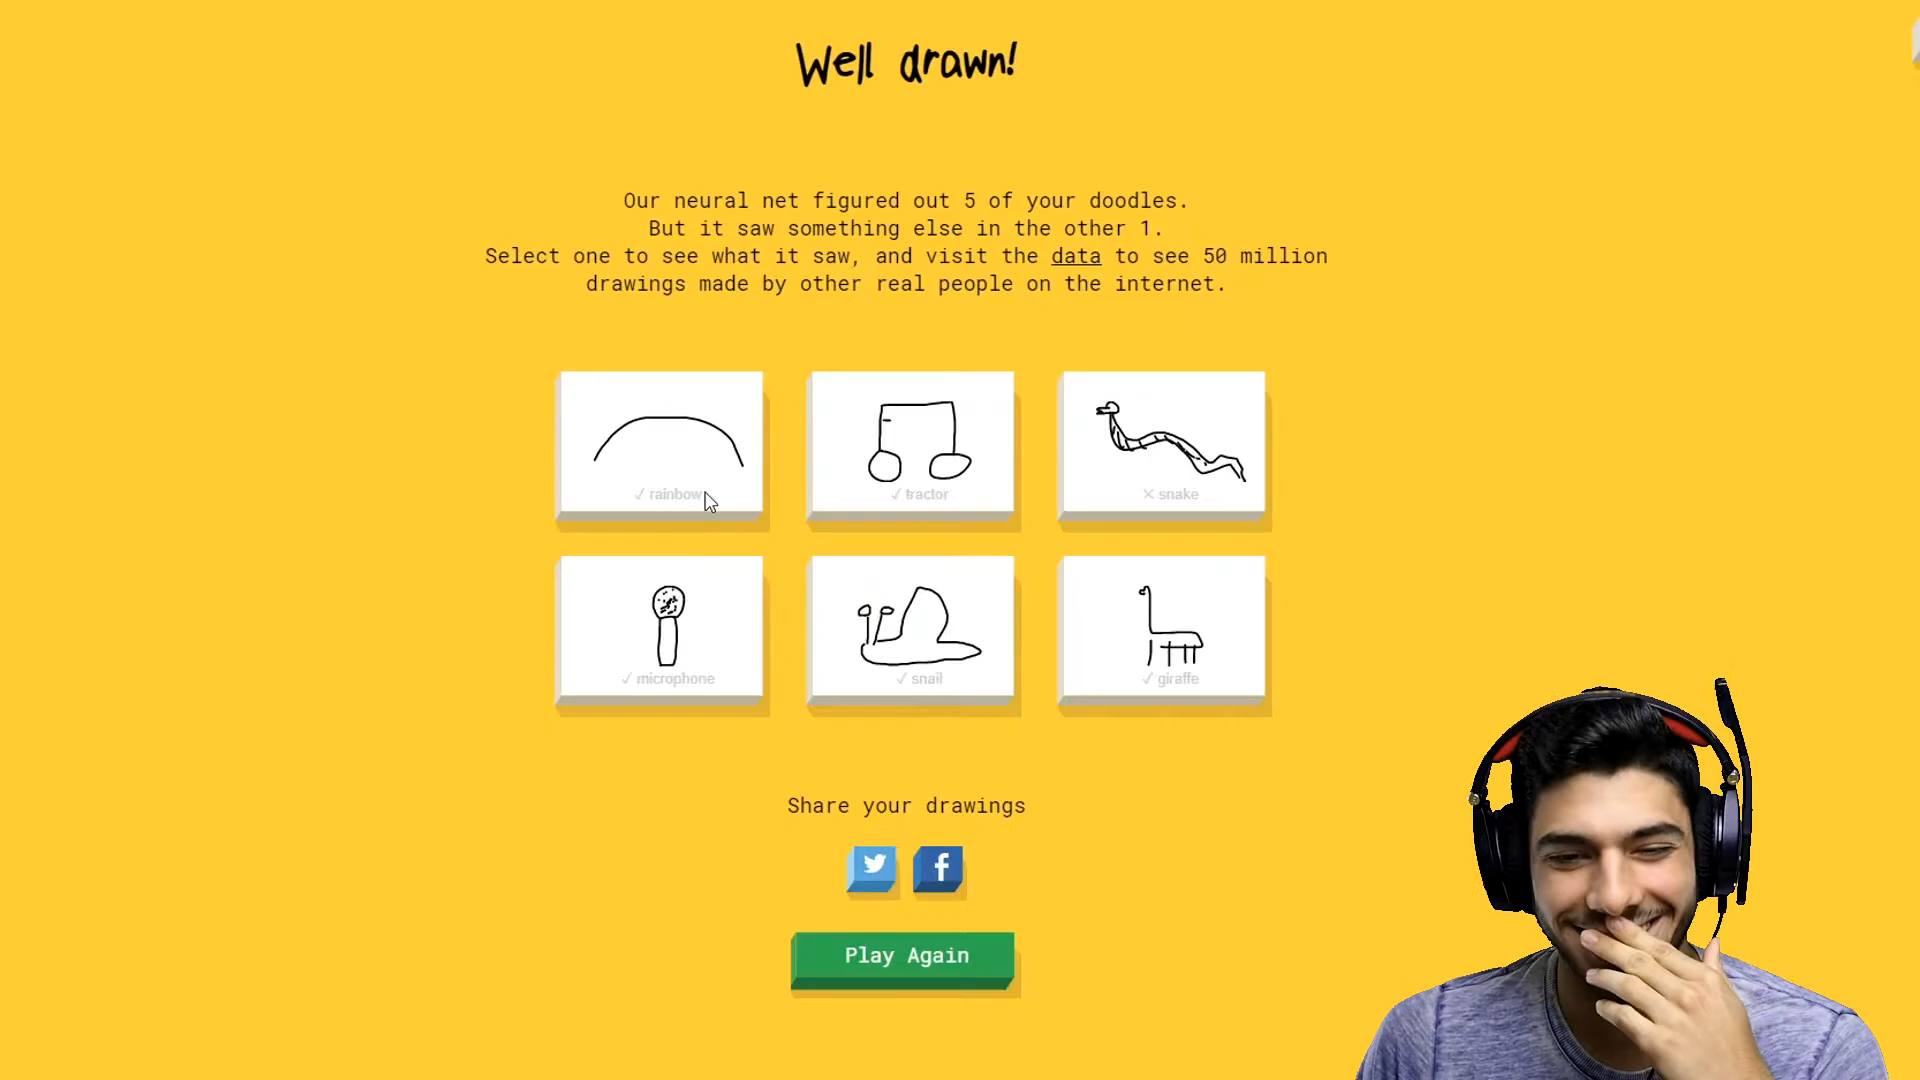 Well drawn!
Our neural net figured out 5 of your doodles.
But it saw something else in the other 1.
Select one to see what it saw, and visit the data to see 50 million
drawings made by other real people on the internet.
✓ rainbow
✓ tractor
✕ snake
✓ microphone
✓ snail
✓ giraffe
Share your drawings
Play Again